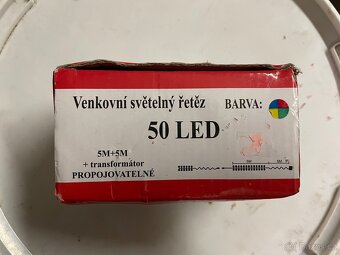 Venkovní světelný řetěz BARVA:
50 LED
5M+5M
+ transformátor
PROPOJOVATELNÉ